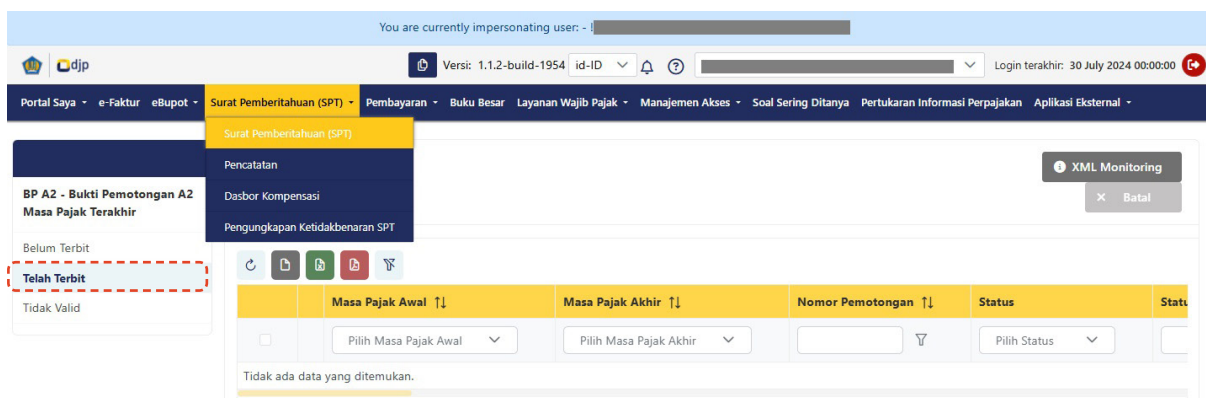 You are currently impersonating user: -
djp
Versi: 1.1.2-build-1954 id-ID
Login terakhir: 30 July 2024 00:00:00
Portal Saya e-Faktur eBupot Surat Pemberitahuan (SPT) Pembayaran Buku Besar Layanan Wajib Pajak Manajemen Akses Soal Sering Ditanya Pertukaran Informasi Perpajakan Aplikasi Eksternal
Surat Pemberitahuan (SPT)
Pencatatan
Dasbor Kompensasi
Pengungkapan Ketidakbenaran SPT
XML Monitoring
Batal
BP A2 - Bukti Pemotongan A2
Masa Pajak Terakhir
Belum Terbit
Telah Terbit
Tidak Valid
Masa Pajak Awal Masa Pajak Akhir Nomor Pemotongan Status Statu
Pilih Masa Pajak Awal Pilih Masa Pajak Akhir Pilih Status
Tidak ada data yang ditemukan.